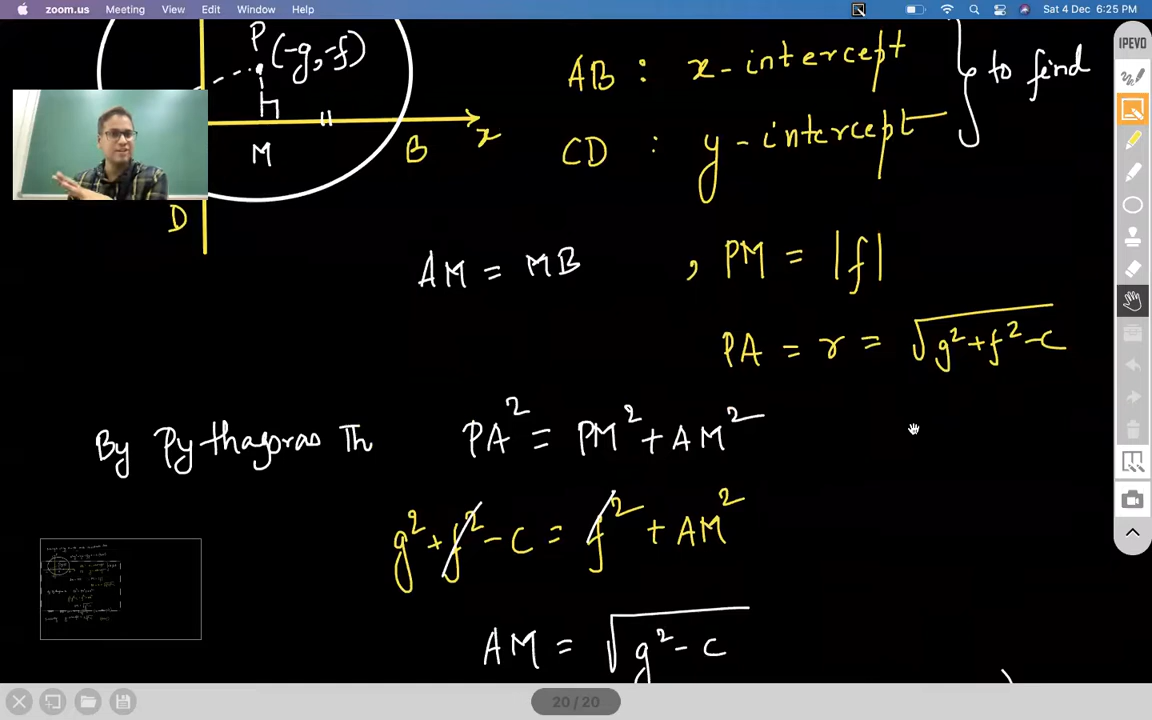 zoom.us Meeting View Edit Window Help Sat 4 Dec 6:25 PM
IPEVO
P (-g, -f)
AB : x - intercept
to find
M
B x
CD : y - intercept
D
AM = MB , PM = |f|
PA = r = √g²+f²-c
By Pythagoras Th PA² = PM² + AM²
g² + f² - c = f² + AM²
AM = √g² - c
20 / 20